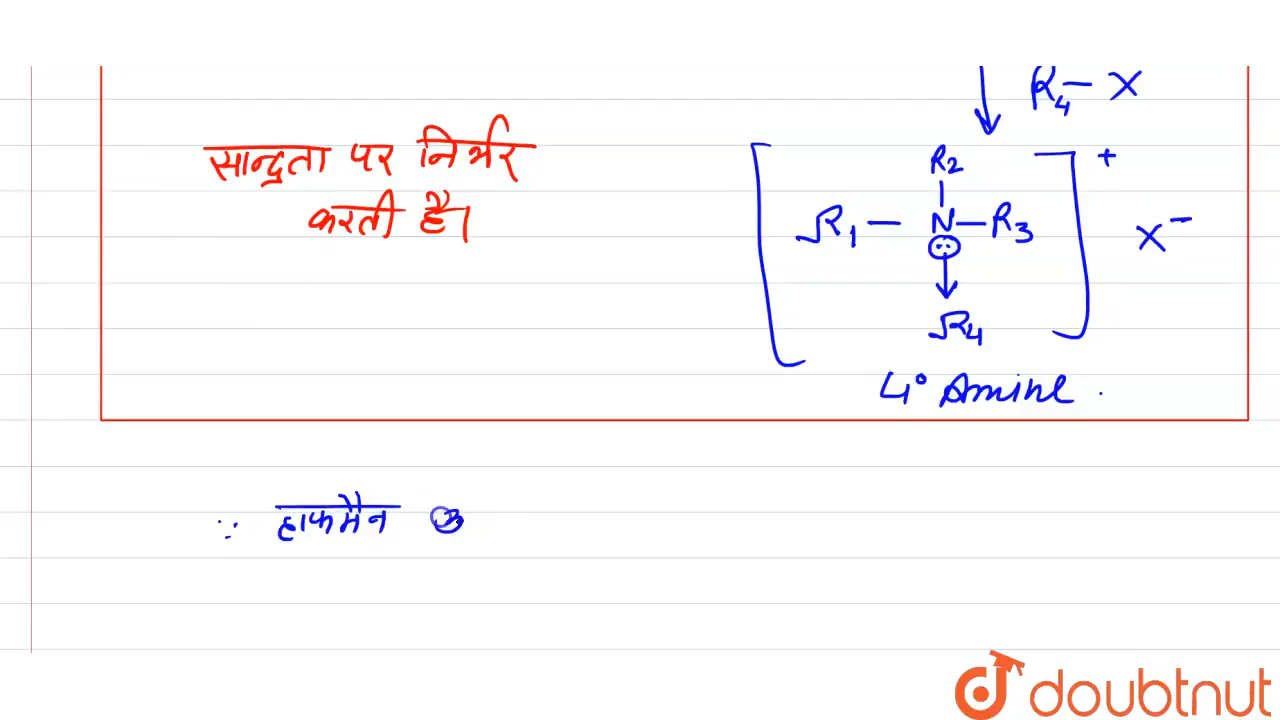 R₄ — X
सान्द्रता पर निर्भर
करती है।
R₂
R₁ — N — R₃
R₄
+
X⁻
4° Amine .
∵ हाफमैन
doubtnut